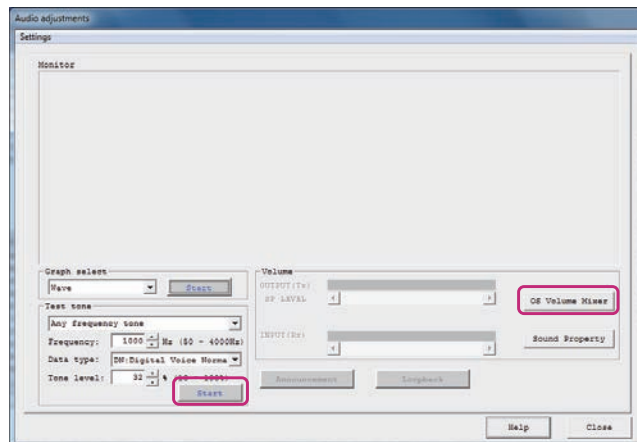 Audio adjustments
Settings
Monitor
Graph select
Wave
Start
Test tone
Any frequency tone
Frequency: 1000 Hz (50 - 4000Hz)
Data type: DN:Digital Voice Norma
Tone level: 32 %
Start
Volume
OUTPUT(Tx)
SP LEVEL
INPUT(Rx)
OS Volume Mixer
Sound Property
Announcement
Loopback
Help
Close